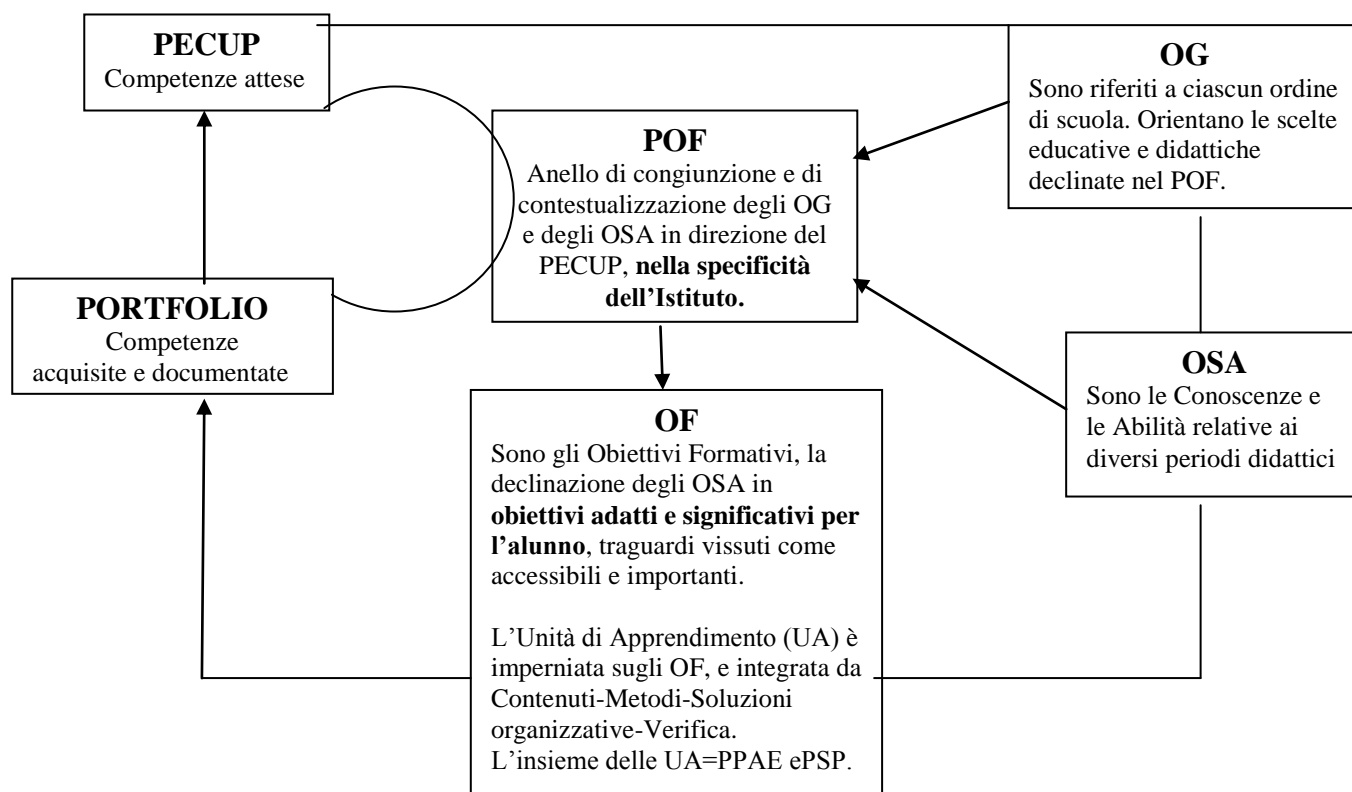 PECUP
Competenze attese
OG
Sono riferiti a ciascun ordine
di scuola. Orientano le scelte
educative e didattiche
declinate nel POF.
POF
Anello di congiunzione e di
contestualizzazione degli OG
e degli OSA in direzione del
PECUP, nella specificità
dell’Istituto.
PORTFOLIO
Competenze
acquisite e documentate
OSA
Sono le Conoscenze e
le Abilità relative ai
diversi periodi didattici
OF
Sono gli Obiettivi Formativi, la
declinazione degli OSA in
obiettivi adatti e significativi per
l’alunno, traguardi vissuti come
accessibili e importanti.
L’Unità di Apprendimento (UA) è
imperniata sugli OF, e integrata da
Contenuti-Metodi-Soluzioni
organizzative-Verifica.
L’insieme delle UA=PPAE ePSP.